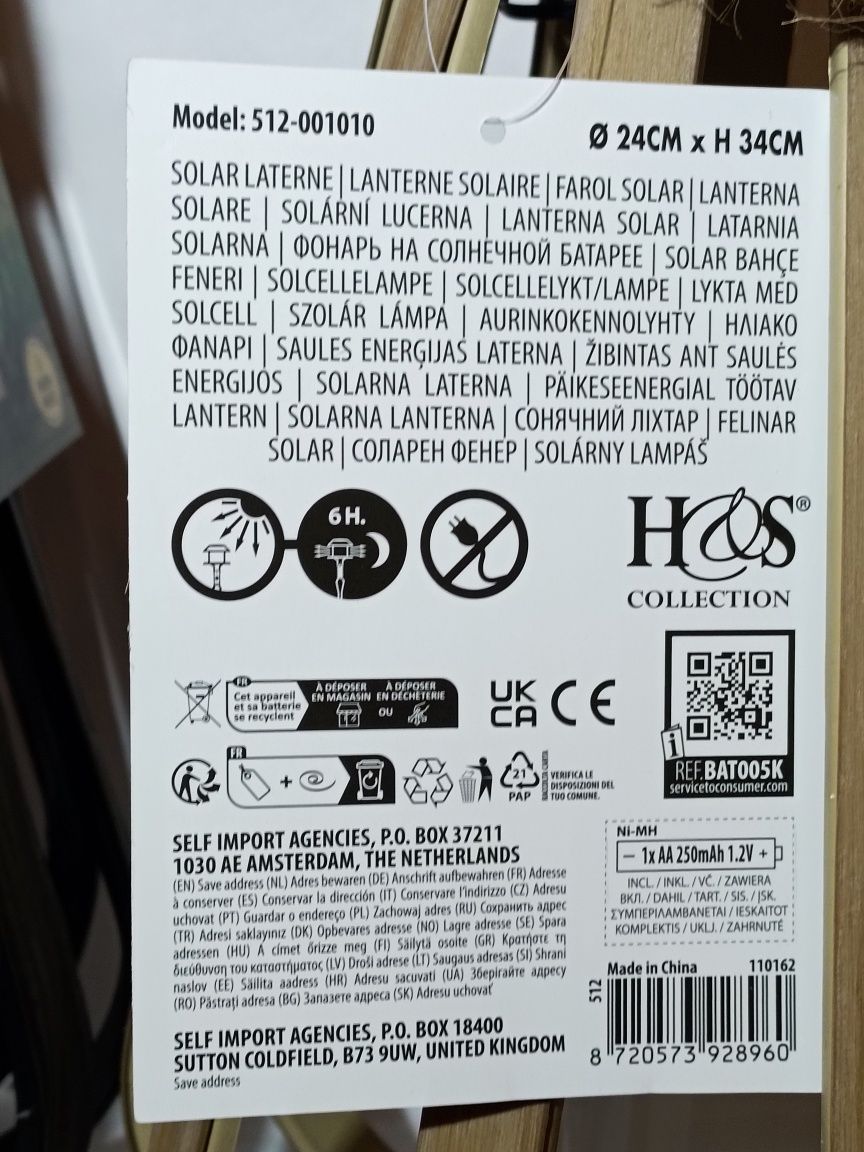 Model: 512-001010
Ø 24CM x H 34CM
SOLAR LATERNE | LANTERNE SOLAIRE | FAROL SOLAR | LANTERNA
SOLARE | SOLÁRNÍ LUCERNA | LANTERNA SOLAR | LATARNIA
SOLARNA | ФОНАРЬ НА СОЛНЕЧНОЙ БАТАРЕЕ | SOLAR BAHÇE
FENERI | SOLCELLELAMPE | SOLCELLELYKT/LAMPE | LYKTA MED
SOLCELL | SZOLÁR LÁMPA | AURINKOKENNOLYHTY | ΗΛΙΑΚΟ
ΦΑΝΑΡΙ | SAULES ENERĢIJAS LATERNA | ŽIBINTAS ANT SAULĖS
ENERGIJOS | SOLARNA LATERNA | PÄIKESEENERGIAL TÖÖTAV
LANTERN | SOLARNA LANTERNA | СОНЯЧНИЙ ЛІХТАР | FELINAR
SOLAR | СОЛАРЕН ФЕНЕР | SOLÁRNY LAMPÁŠ
6 H.
H&S®
COLLECTION
FR
Cet appareil
et sa batterie
se recyclent
À DÉPOSER
EN MAGASIN
OU
À DÉPOSER
EN DÉCHÈTERIE
UK
CA
CE
FR
+
21
PAP
RACCOLTA CARTA
VERIFICA LE
DISPOSIZIONI DEL
TUO COMUNE.
i
REF.BAT005K
servicetoconsumer.com
SELF IMPORT AGENCIES, P.O. BOX 37211
1030 AE AMSTERDAM, THE NETHERLANDS
(EN) Save address (NL) Adres bewaren (DE) Anschrift aufbewahren (FR) Adresse
à conserver (ES) Conservar la dirección (IT) Conservare l'indirizzo (CZ) Adresu
uchovat (PT) Guardar o endereço (PL) Zachowaj adres (RU) Сохранить адрес
(TR) Adresi saklayınız (DK) Opbevares adresse (NO) Lagre adresse (SE) Spara
adressen (HU) A címet őrizze meg (FI) Säilytä osoite (GR) Κρατήστε τη
διεύθυνση του καταστήματος (LV) Droši adrese (LT) Saugaus adresas (SI) Shrani
naslov (EE) Säilita aadress (HR) Adresu sacuvati (UA) Зберігайте адресу
(RO) Păstrați adresa (BG) Запазете адреса (SK) Adresu uchovať
SELF IMPORT AGENCIES, P.O. BOX 18400
SUTTON COLDFIELD, B73 9UW, UNITED KINGDOM
Save address
Ni-MH
− 1x AA 250mAh 1.2V +
INCL. / INKL. / VČ. / ZAWIERA
ВКЛ. / DAHIL / TART. / SIS. / ĮSK.
ΣΥΜΠΕΡΙΛΑΜΒΑΝΕΤΑΙ / IESKAITOT
KOMPLEKTIS / UKLJ. / ZAHRNUTÉ
Made in China
110162
512
8 720573 928960